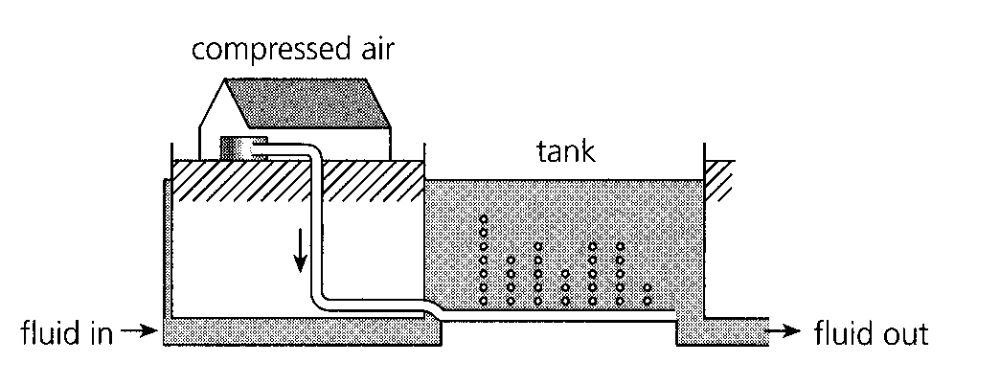 compressed air
tank
fluid in
fluid out